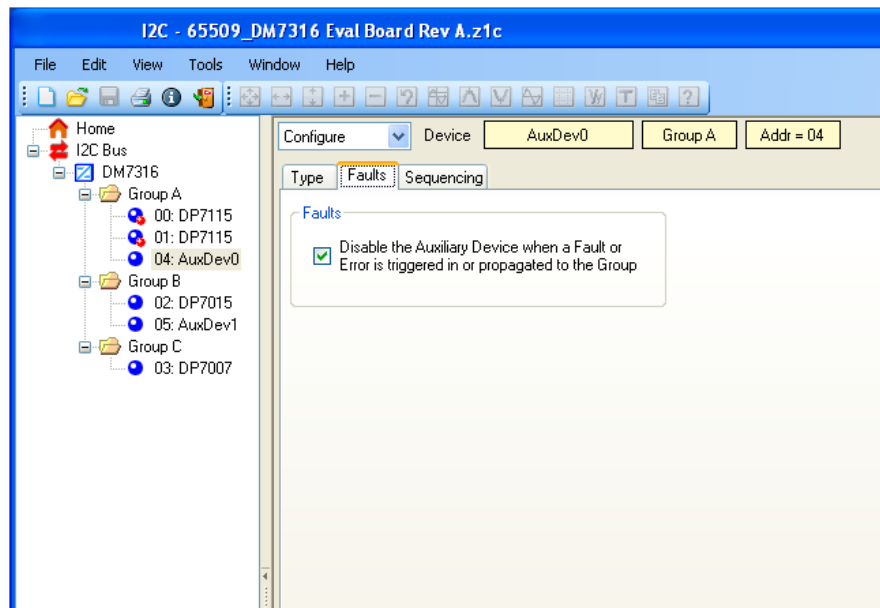 I2C - 65509_DM7316 Eval Board Rev A.z1c
File Edit View Tools Window Help
Home
I2C Bus
DM7316
Group A
00: DP7115
01: DP7115
04: AuxDev0
Group B
02: DP7015
05: AuxDev1
Group C
03: DP7007
Configure Device AuxDev0 Group A Addr = 04
Type Faults Sequencing
Faults
Disable the Auxiliary Device when a Fault or
Error is triggered in or propagated to the Group